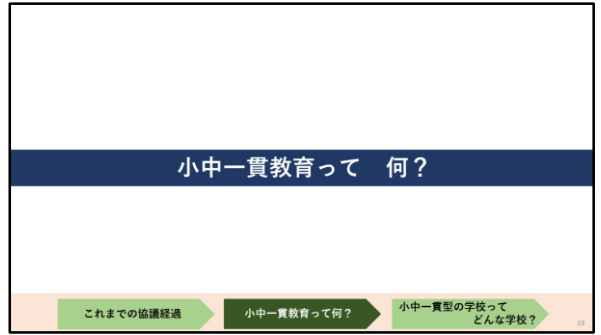 小中一貫教育って　何？
これまでの協議経過
小中一貫教育って何？
小中一貫型の学校って
どんな学校？
19